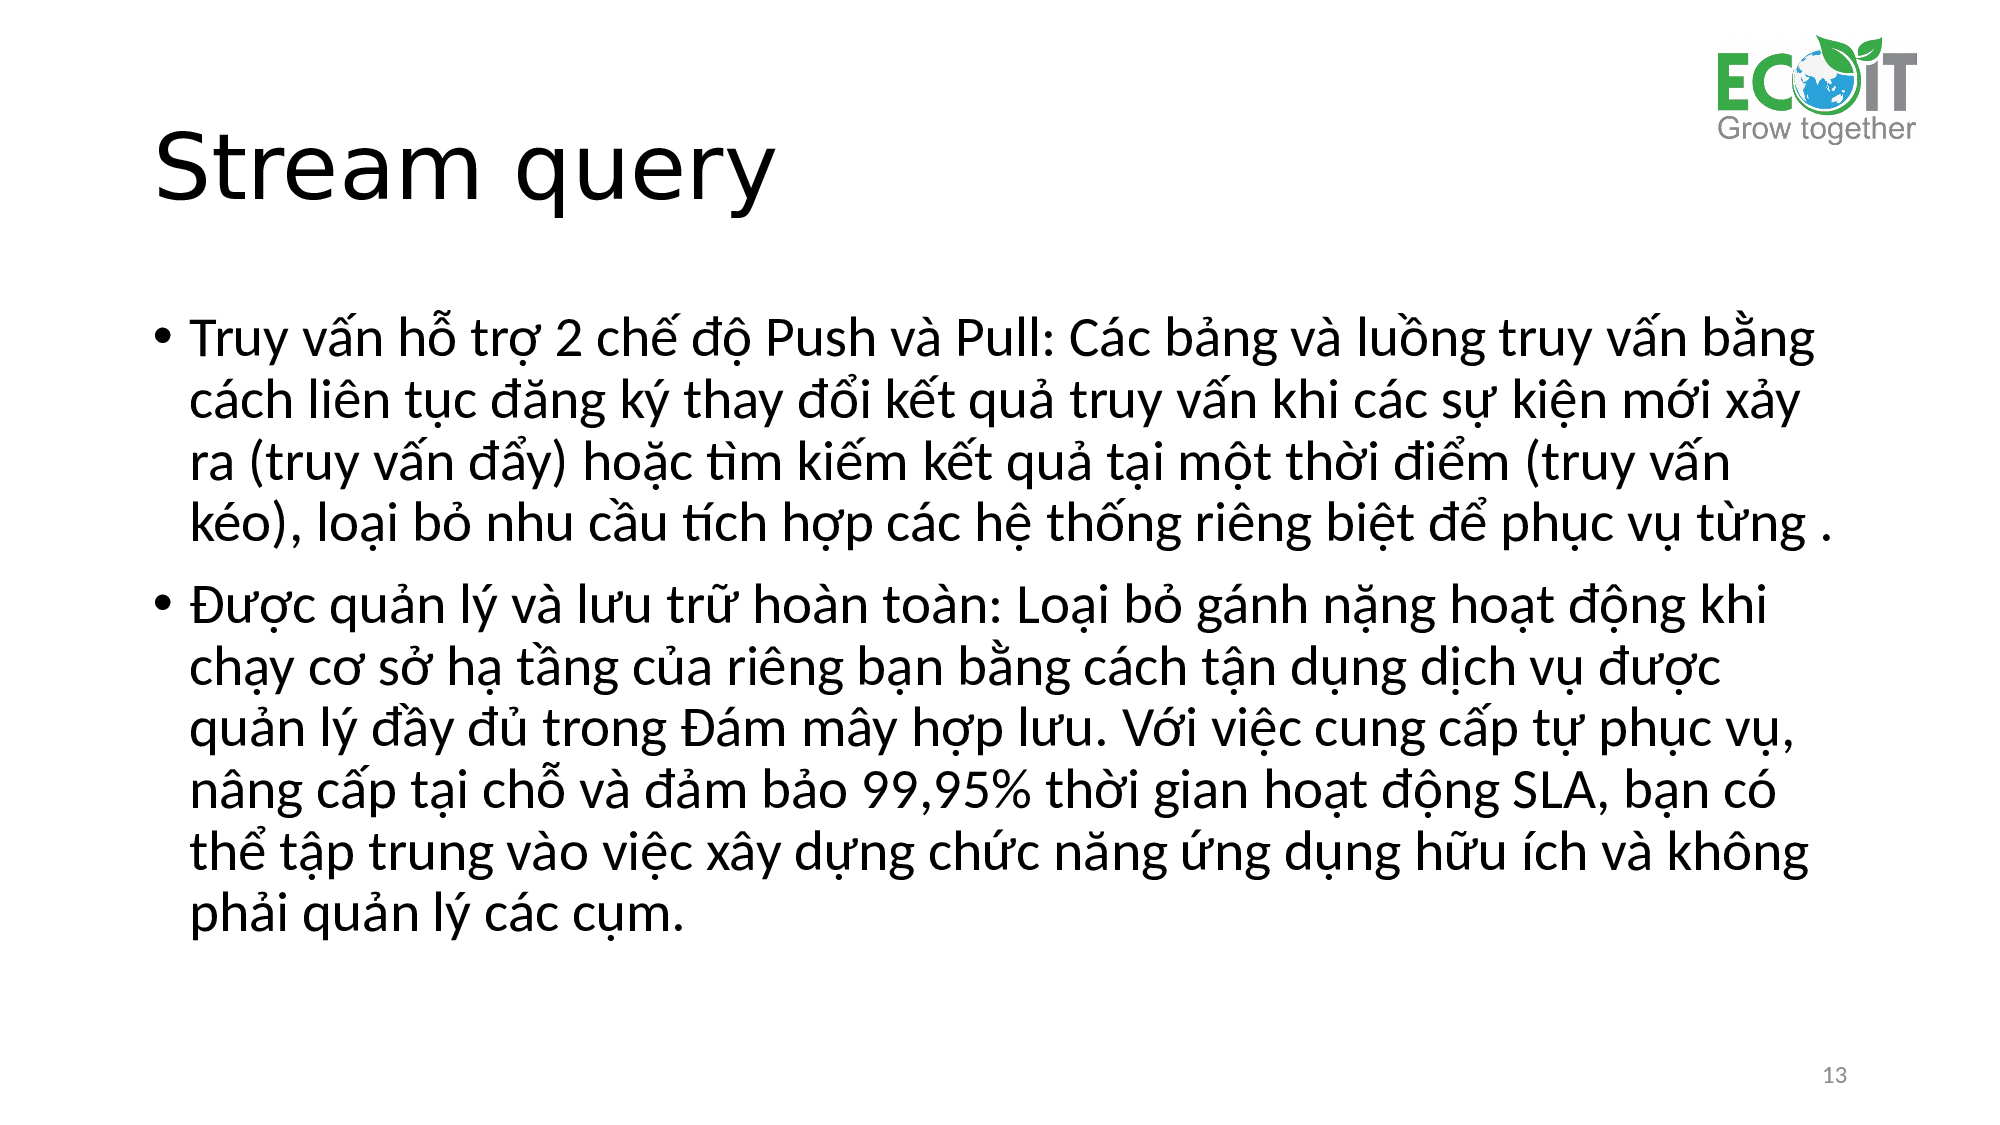 ECOiT
Grow together
Stream query
• Truy vấn hỗ trợ 2 chế độ Push và Pull: Các bảng và luồng truy vấn bằng
cách liên tục đăng ký thay đổi kết quả truy vấn khi các sự kiện mới xảy
ra (truy vấn đẩy) hoặc tìm kiếm kết quả tại một thời điểm (truy vấn
kéo), loại bỏ nhu cầu tích hợp các hệ thống riêng biệt để phục vụ từng .
• Được quản lý và lưu trữ hoàn toàn: Loại bỏ gánh nặng hoạt động khi
chạy cơ sở hạ tầng của riêng bạn bằng cách tận dụng dịch vụ được
quản lý đầy đủ trong Đám mây hợp lưu. Với việc cung cấp tự phục vụ,
nâng cấp tại chỗ và đảm bảo 99,95% thời gian hoạt động SLA, bạn có
thể tập trung vào việc xây dựng chức năng ứng dụng hữu ích và không
phải quản lý các cụm.
13